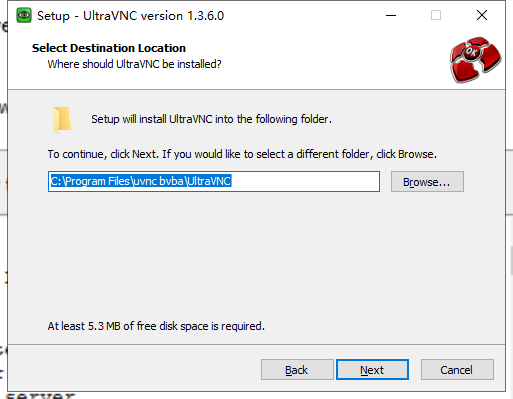 Setup - UltraVNC version 1.3.6.0
Select Destination Location
Where should UltraVNC be installed?
OK
Setup will install UltraVNC into the following folder.
To continue, click Next. If you would like to select a different folder, click Browse.
C:\Program Files\uvnc bvba\UltraVNC
Browse...
At least 5.3 MB of free disk space is required.
Back
Next
Cancel
server